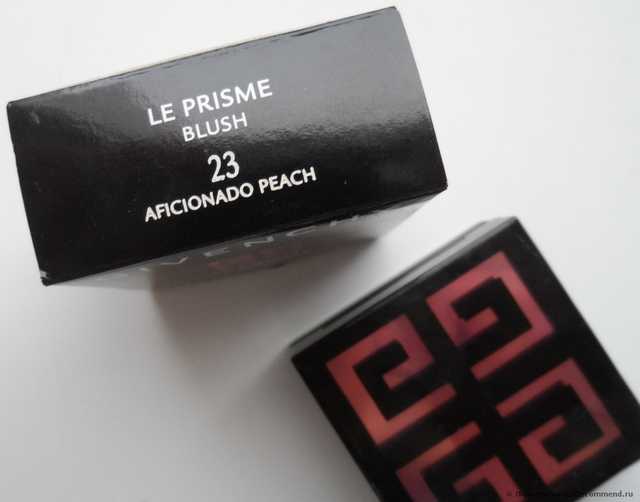 LE PRISME
BLUSH
23
AFICIONADO PEACH